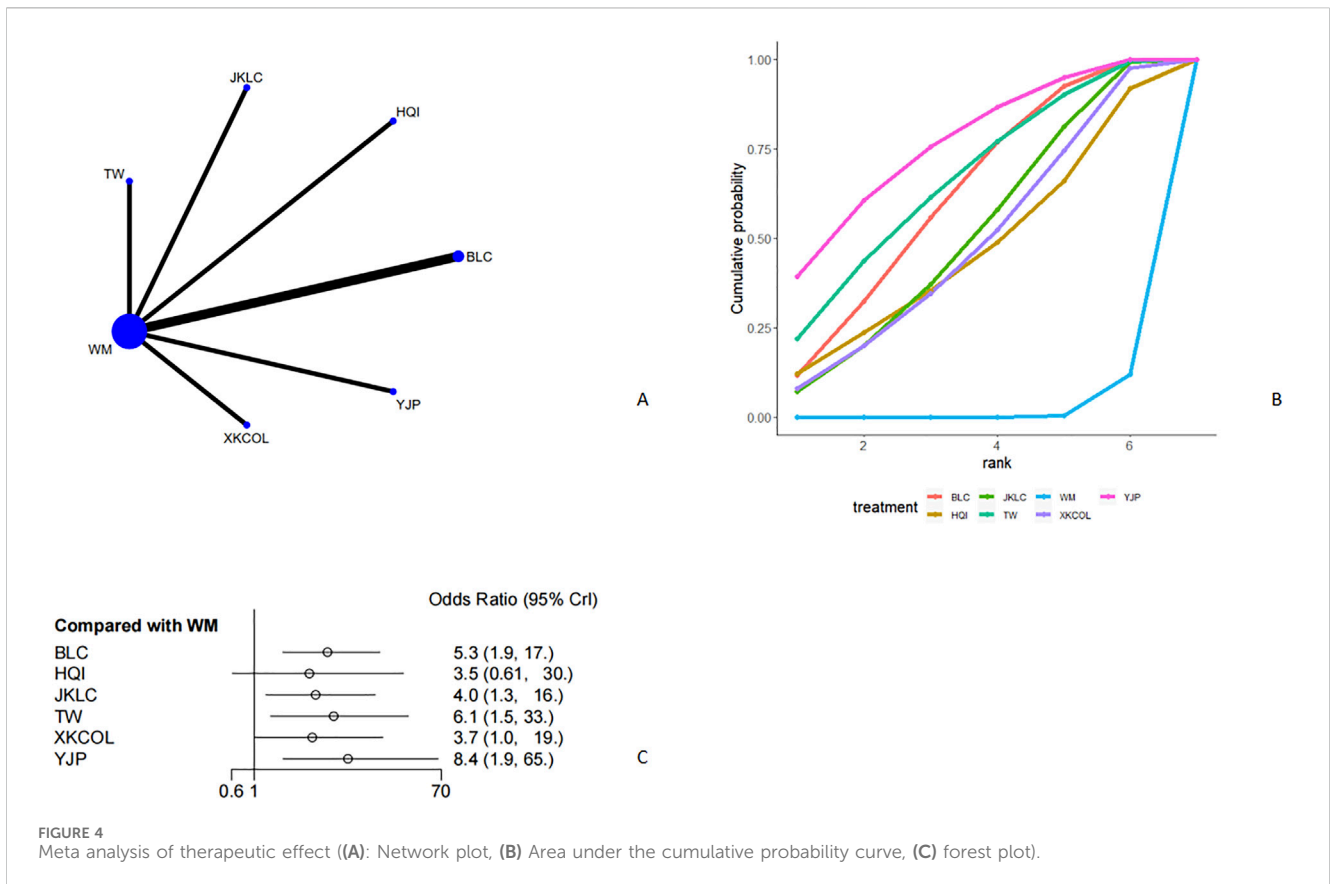 JKLC
HQI
TW
BLC
WM
YJP
XKCOL
A
1.00
0.75
0.50
0.25
0.00
Cumulative probability
2
4
6
rank
B
treatment
BLC
JKLC
WM
YJP
HQI
TW
XKCOL
Odds Ratio (95% CrI)
Compared with WM
BLC 5.3 (1.9, 17.)
HQI 3.5 (0.61, 30.)
JKLC 4.0 (1.3, 16.)
TW 6.1 (1.5, 33.)
XKCOL 3.7 (1.0, 19.)
YJP 8.4 (1.9, 65.)
0.6 1 70
C
FIGURE 4
Meta analysis of therapeutic effect ((A): Network plot, (B) Area under the cumulative probability curve, (C) forest plot).